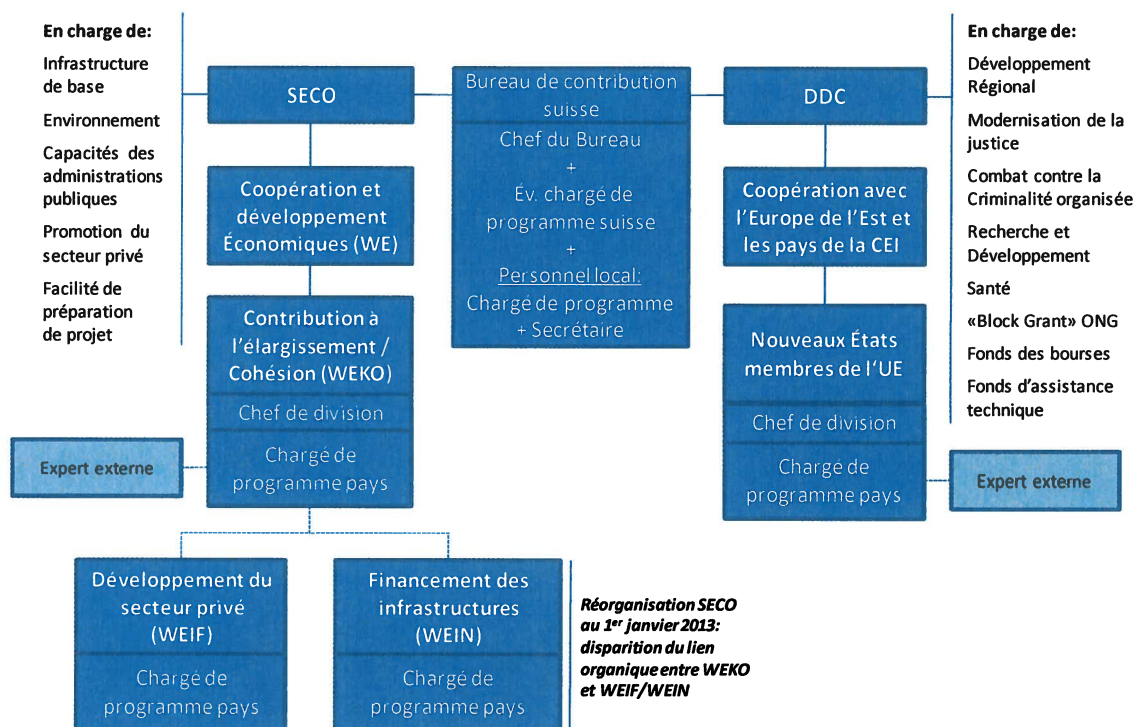 En charge de:
Infrastructure
de base
Environnement
Capacités des
administrations
publiques
Promotion du
secteur privé
Facilité de
préparation
de projet
SECO
Coopération et
développement
Économiques (WE)
Contribution à
l'élargissement /
Cohésion (WEKO)
Chef de division
Chargé de
programme pays
Expert externe
Développement du
secteur privé
(WEIF)
Chargé de
programme pays
Financement des
infrastructures
(WEIN)
Chargé de
programme pays
Réorganisation SECO
au 1er janvier 2013:
disparition du lien
organique entre WEKO
et WEIF/WEIN
Bureau de contribution
suisse
Chef du Bureau
+
Év. chargé de
programme suisse
+
Personnel local:
Chargé de programme
+ Secrétaire
DDC
Coopération avec
l'Europe de l'Est et
les pays de la CEI
Nouveaux États
membres de l'UE
Chef de division
Chargé de
programme pays
Expert externe
En charge de:
Développement
Régional
Modernisation de la
justice
Combat contre la
Criminalité organisée
Recherche et
Développement
Santé
«Block Grant» ONG
Fonds des bourses
Fonds d'assistance
technique